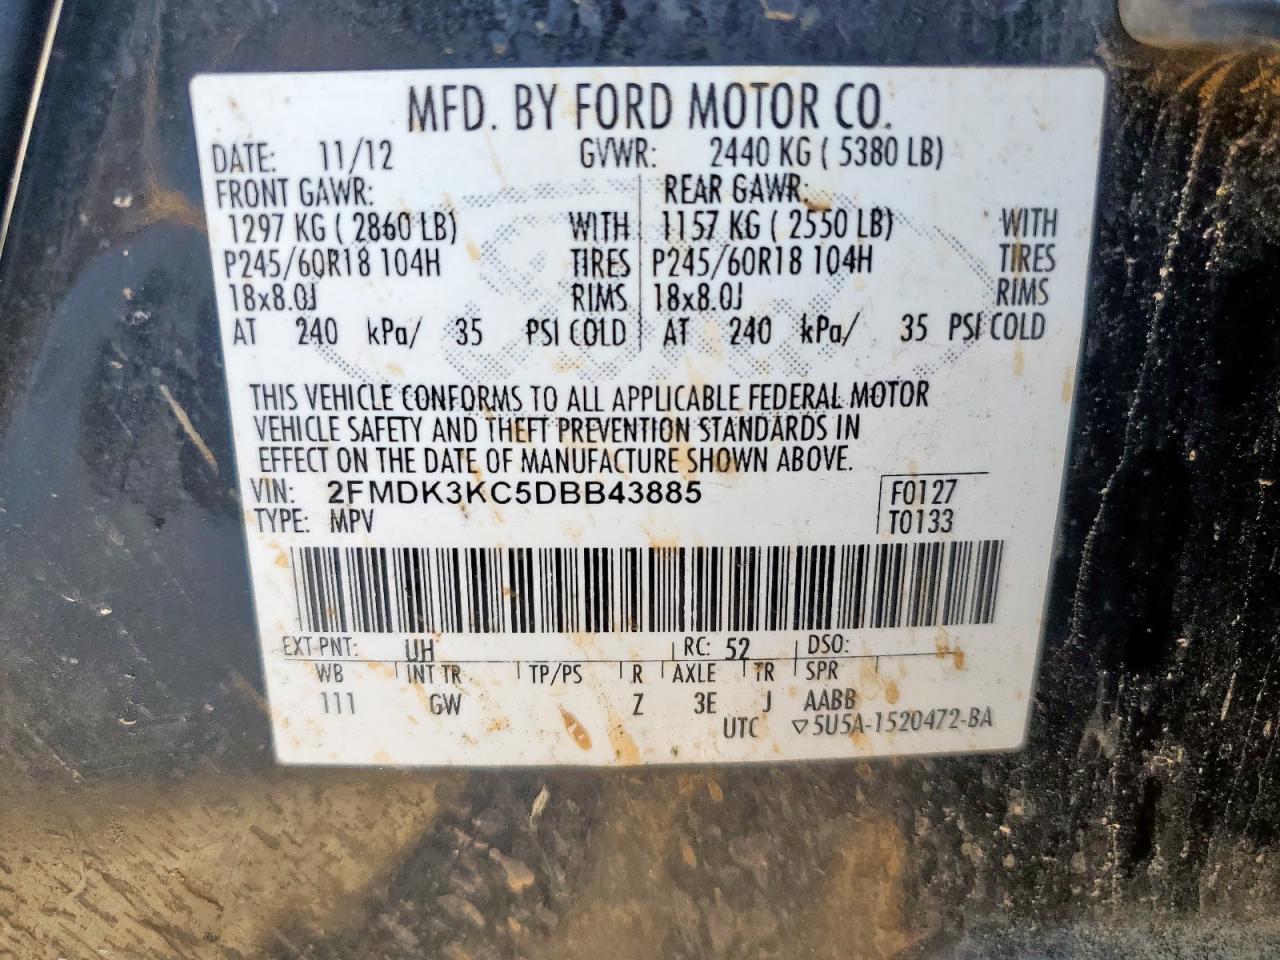 MFD. BY FORD MOTOR CO.
DATE: 11/12 GVWR: 2440 KG ( 5380 LB)
FRONT GAWR: REAR GAWR:
1297 KG ( 2860 LB) WITH 1157 KG ( 2550 LB) WITH
P245/60R18 104H TIRES P245/60R18 104H TIRES
18x8.0J RIMS 18x8.0J RIMS
AT 240 kPa/ 35 PSI COLD AT 240 kPa/ 35 PSI COLD
THIS VEHICLE CONFORMS TO ALL APPLICABLE FEDERAL MOTOR
VEHICLE SAFETY AND THEFT PREVENTION STANDARDS IN
EFFECT ON THE DATE OF MANUFACTURE SHOWN ABOVE.
VIN: 2FMDK3KC5DBB43885 F0127
TYPE: MPV T0133
EXT PNT: UH RC: 52 DSO:
WB INT TR TP/PS R AXLE TR SPR
111 GW Z 3E J AABB
UTC ▽5U5A-1520472-BA